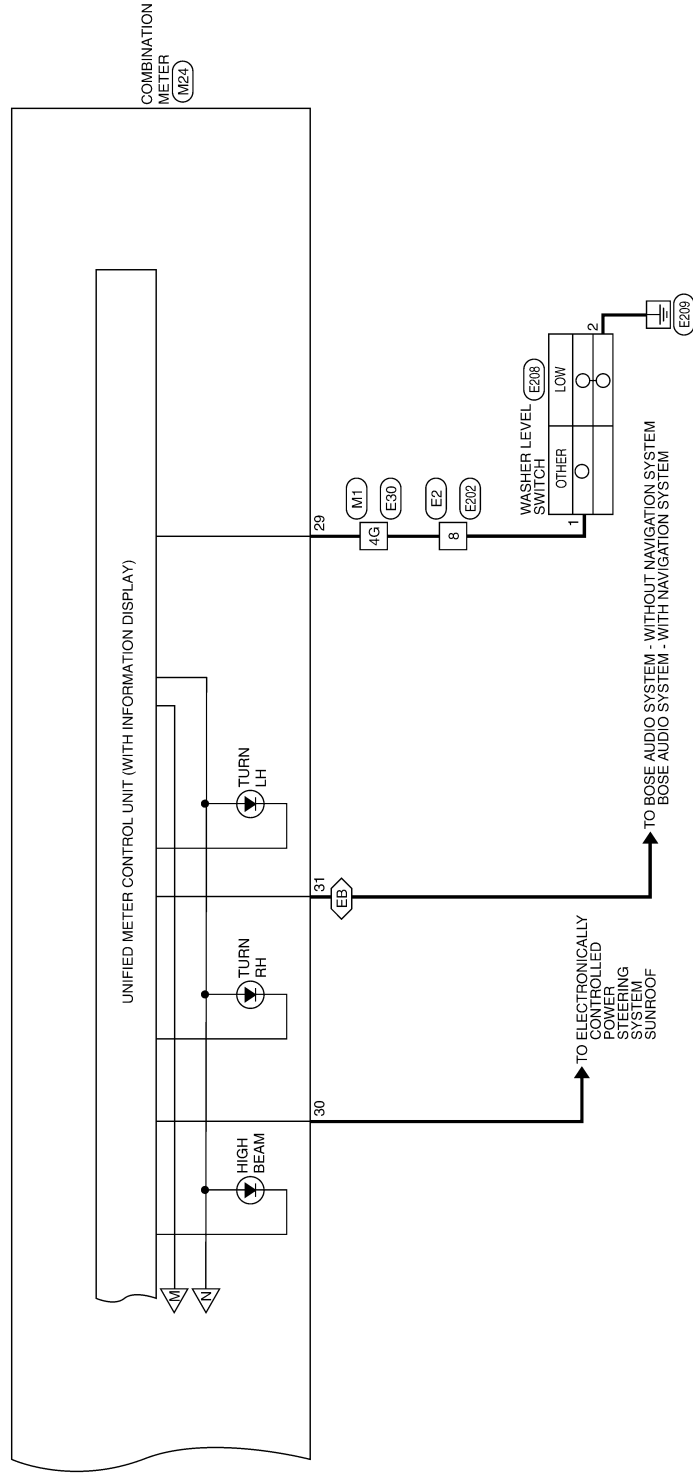 COMBINATION
METER
M24
UNIFIED METER CONTROL UNIT (WITH INFORMATION DISPLAY)
M
N
HIGH
BEAM
TURN
RH
TURN
LH
30
31
29
EB
4G
M1
E30
8
E2
E202
WASHER LEVEL
SWITCH
E208
OTHER
LOW
1
2
E209
TO ELECTRONICALLY
CONTROLLED
POWER
STEERING
SYSTEM
SUNROOF
TO BOSE AUDIO SYSTEM - WITHOUT NAVIGATION SYSTEM
BOSE AUDIO SYSTEM - WITH NAVIGATION SYSTEM